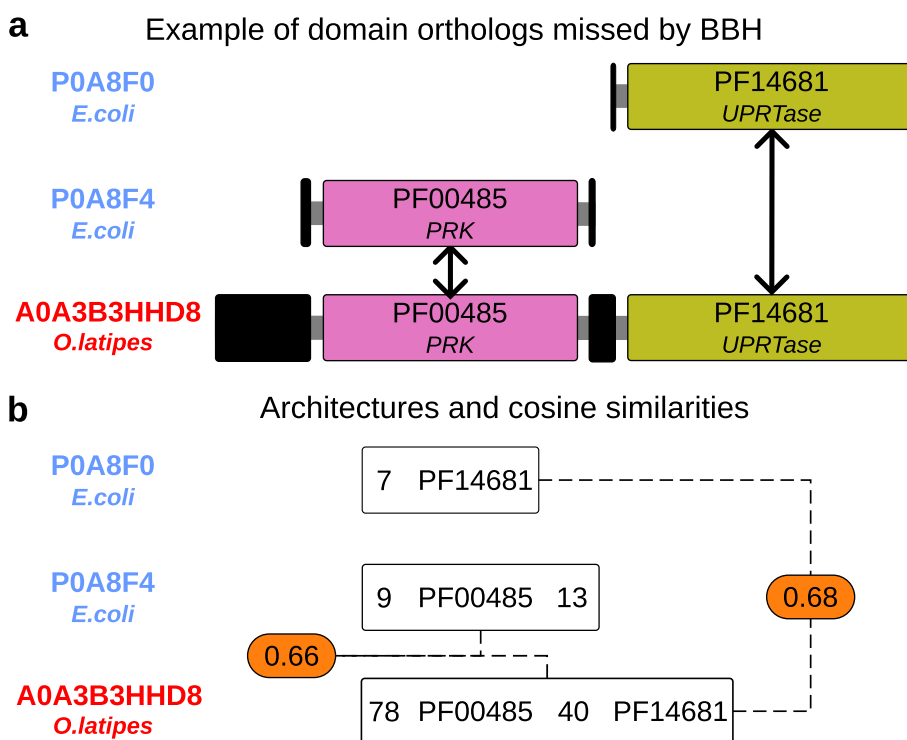 a
Example of domain orthologs missed by BBH
P0A8F0
E.coli
PF14681
UPRTase
P0A8F4
E.coli
PF00485
PRK
A0A3B3HHD8
O.latipes
PF00485
PRK
PF14681
UPRTase
b
Architectures and cosine similarities
P0A8F0
E.coli
7 PF14681
P0A8F4
E.coli
9 PF00485 13
0.68
0.66
A0A3B3HHD8
O.latipes
78 PF00485 40 PF14681